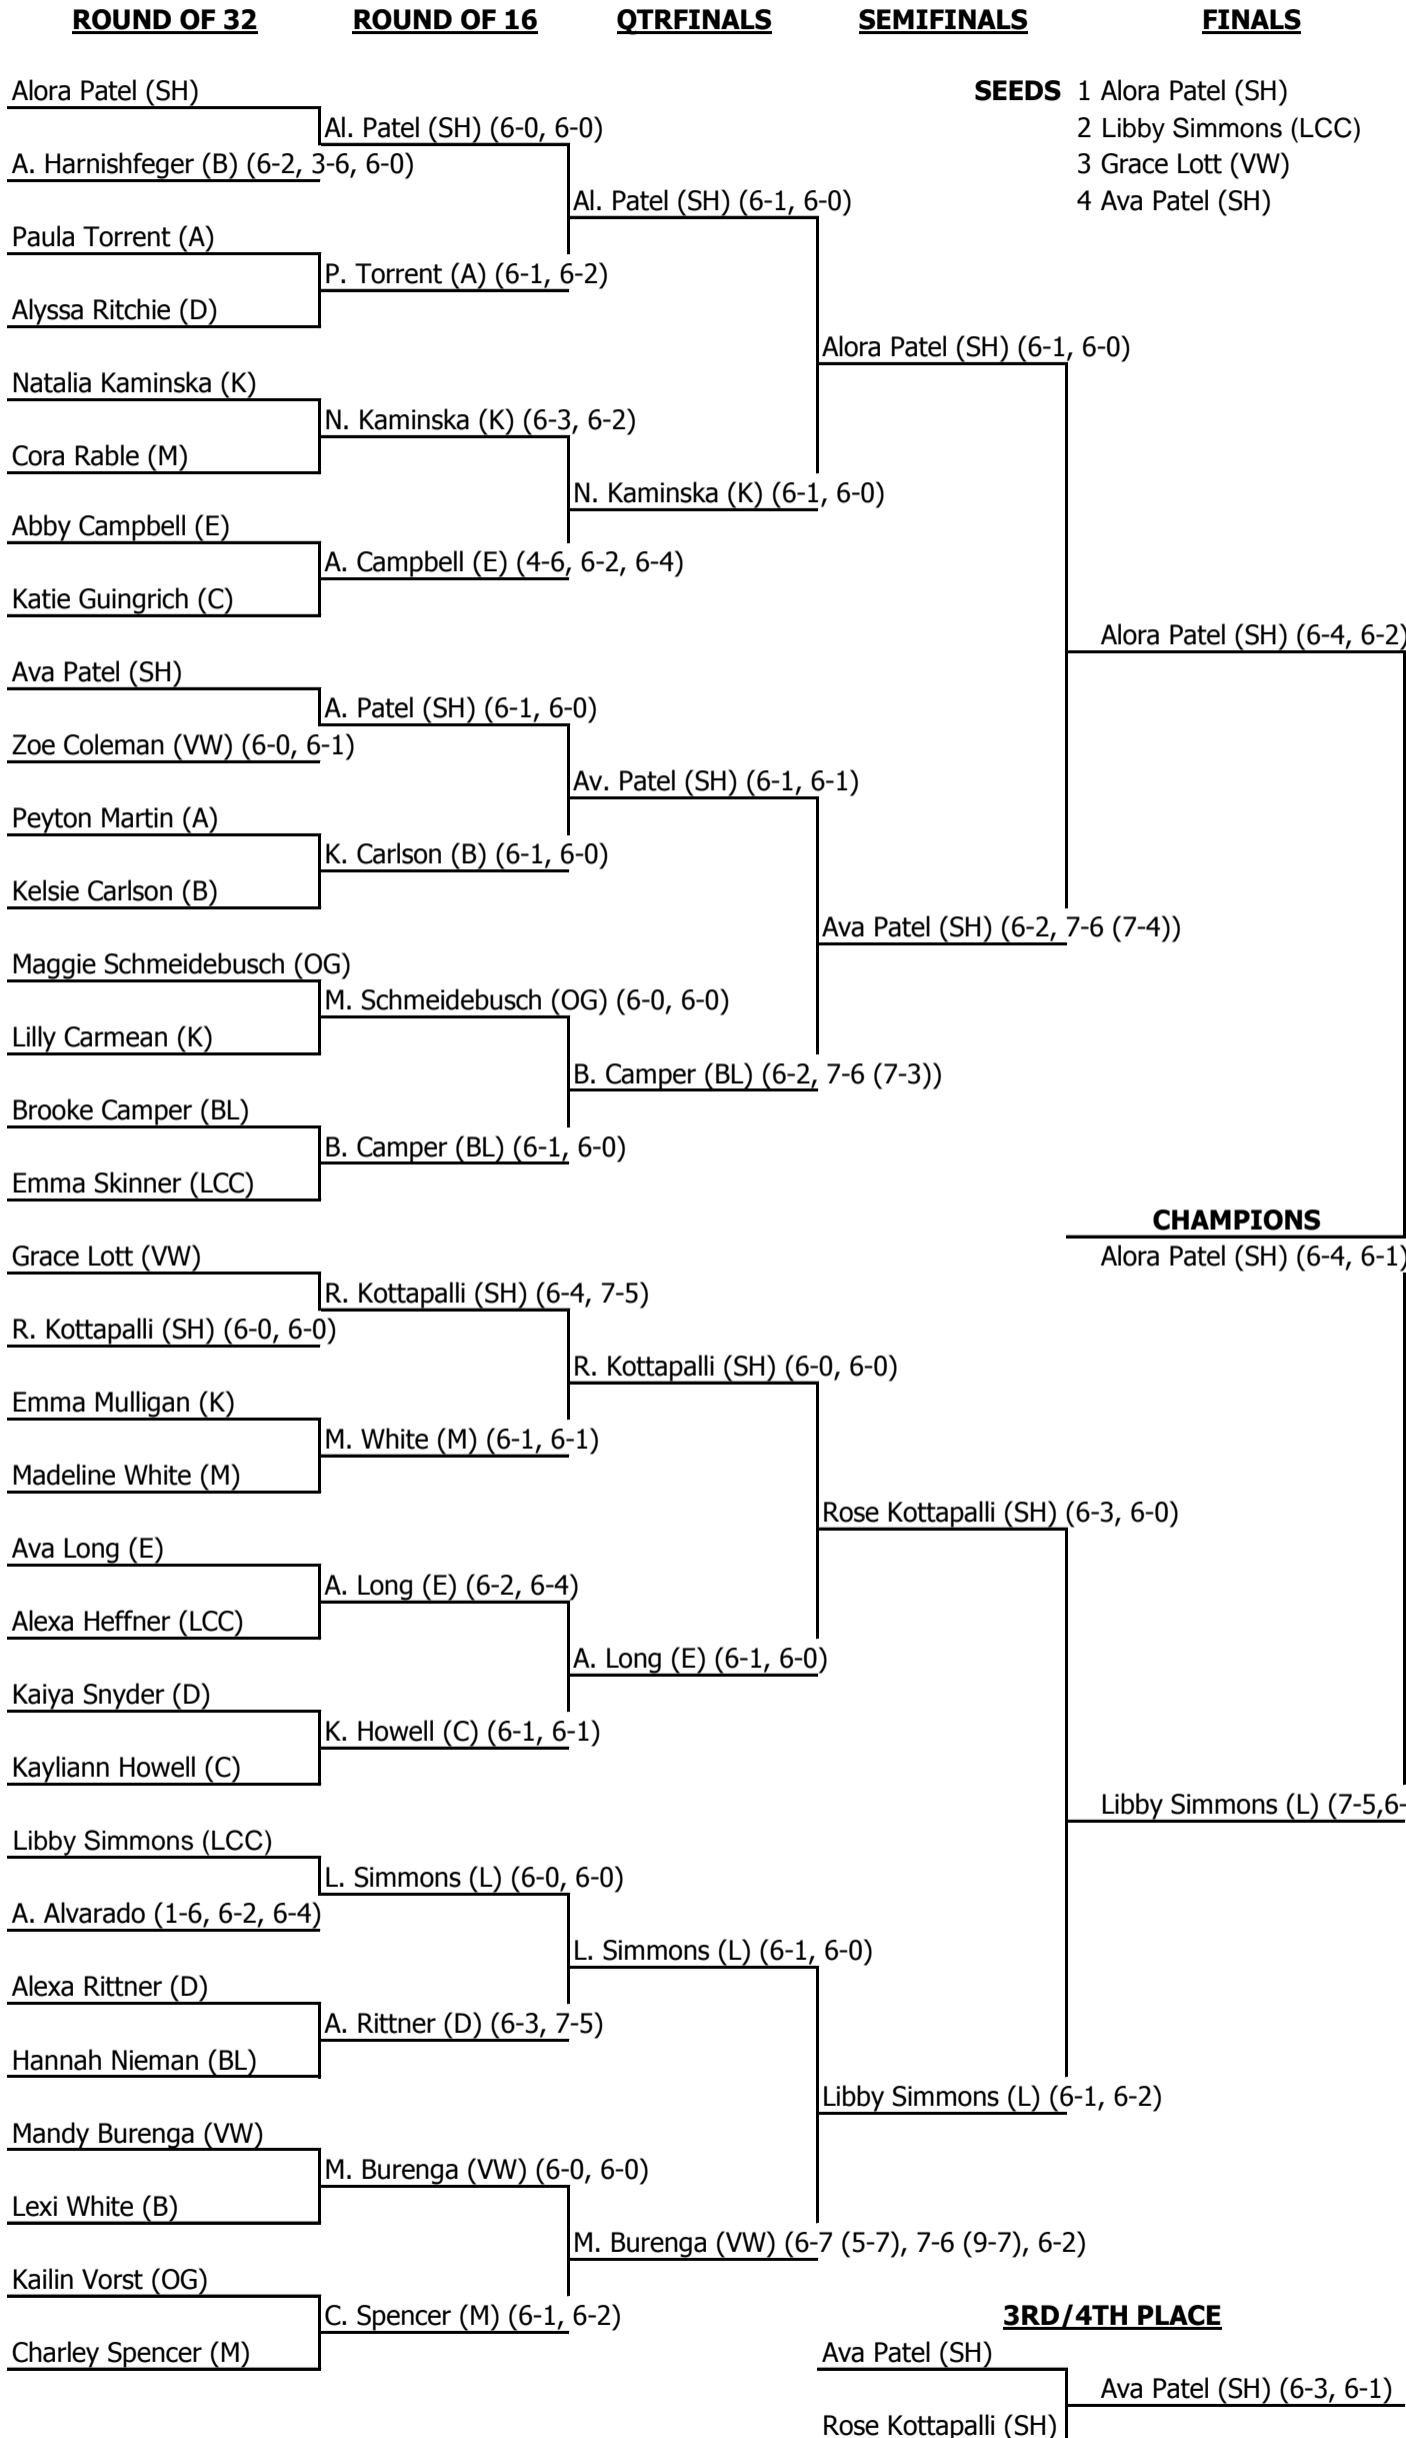 ROUND OF 32 ROUND OF 16 QTRFINALS SEMIFINALS FINALS
Alora Patel (SH) SEEDS 1 Alora Patel (SH)
Al. Patel (SH) (6-0, 6-0) 2 Libby Simmons (LCC)
A. Harnishfeger (B) (6-2, 3-6, 6-0) 3 Grace Lott (VW)
Al. Patel (SH) (6-1, 6-0) 4 Ava Patel (SH)
Paula Torrent (A)
P. Torrent (A) (6-1, 6-2)
Alyssa Ritchie (D)
Alora Patel (SH) (6-1, 6-0)
Natalia Kaminska (K)
N. Kaminska (K) (6-3, 6-2)
Cora Rable (M)
N. Kaminska (K) (6-1, 6-0)
Abby Campbell (E)
A. Campbell (E) (4-6, 6-2, 6-4)
Katie Guingrich (C)
Alora Patel (SH) (6-4, 6-2)
Ava Patel (SH)
A. Patel (SH) (6-1, 6-0)
Zoe Coleman (VW) (6-0, 6-1)
Av. Patel (SH) (6-1, 6-1)
Peyton Martin (A)
K. Carlson (B) (6-1, 6-0)
Kelsie Carlson (B)
Ava Patel (SH) (6-2, 7-6 (7-4))
Maggie Schmeidebusch (OG)
M. Schmeidebusch (OG) (6-0, 6-0)
Lilly Carmean (K)
B. Camper (BL) (6-2, 7-6 (7-3))
Brooke Camper (BL)
B. Camper (BL) (6-1, 6-0)
Emma Skinner (LCC)
CHAMPIONS
Grace Lott (VW) Alora Patel (SH) (6-4, 6-1)
R. Kottapalli (SH) (6-4, 7-5)
R. Kottapalli (SH) (6-0, 6-0)
R. Kottapalli (SH) (6-0, 6-0)
Emma Mulligan (K)
M. White (M) (6-1, 6-1)
Madeline White (M)
Rose Kottapalli (SH) (6-3, 6-0)
Ava Long (E)
A. Long (E) (6-2, 6-4)
Alexa Heffner (LCC)
A. Long (E) (6-1, 6-0)
Kaiya Snyder (D)
K. Howell (C) (6-1, 6-1)
Kayliann Howell (C)
Libby Simmons (L) (7-5,6-
Libby Simmons (LCC)
L. Simmons (L) (6-0, 6-0)
A. Alvarado (1-6, 6-2, 6-4)
L. Simmons (L) (6-1, 6-0)
Alexa Rittner (D)
A. Rittner (D) (6-3, 7-5)
Hannah Nieman (BL)
Libby Simmons (L) (6-1, 6-2)
Mandy Burenga (VW)
M. Burenga (VW) (6-0, 6-0)
Lexi White (B)
M. Burenga (VW) (6-7 (5-7), 7-6 (9-7), 6-2)
Kailin Vorst (OG)
C. Spencer (M) (6-1, 6-2) 3RD/4TH PLACE
Charley Spencer (M) Ava Patel (SH)
Ava Patel (SH) (6-3, 6-1)
Rose Kottapalli (SH)